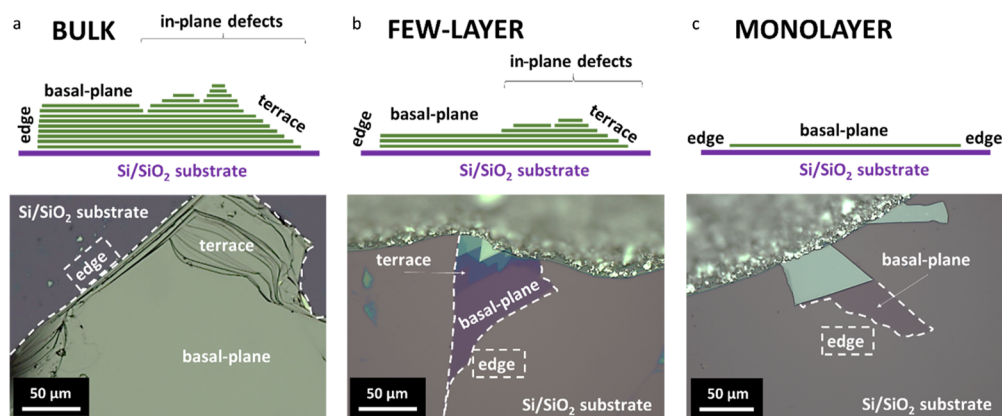 a BULK
in-plane defects
basal-plane
edge
terrace
Si/SiO₂ substrate
Si/SiO₂ substrate
edge
terrace
basal-plane
50 µm
b FEW-LAYER
in-plane defects
basal-plane
edge
terrace
Si/SiO₂ substrate
terrace
basal-plane
edge
50 µm
Si/SiO₂ substrate
c MONOLAYER
edge
basal-plane
edge
Si/SiO₂ substrate
basal-plane
edge
50 µm
Si/SiO₂ substrate